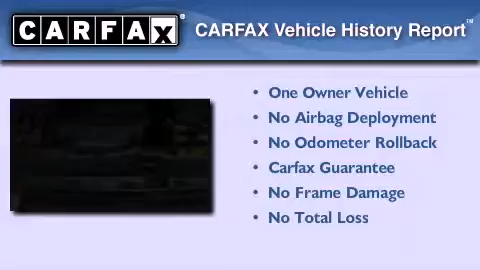 CARFAX® CARFAX Vehicle History Report™
• One Owner Vehicle
• No Airbag Deployment
• No Odometer Rollback
• Carfax Guarantee
• No Frame Damage
• No Total Loss